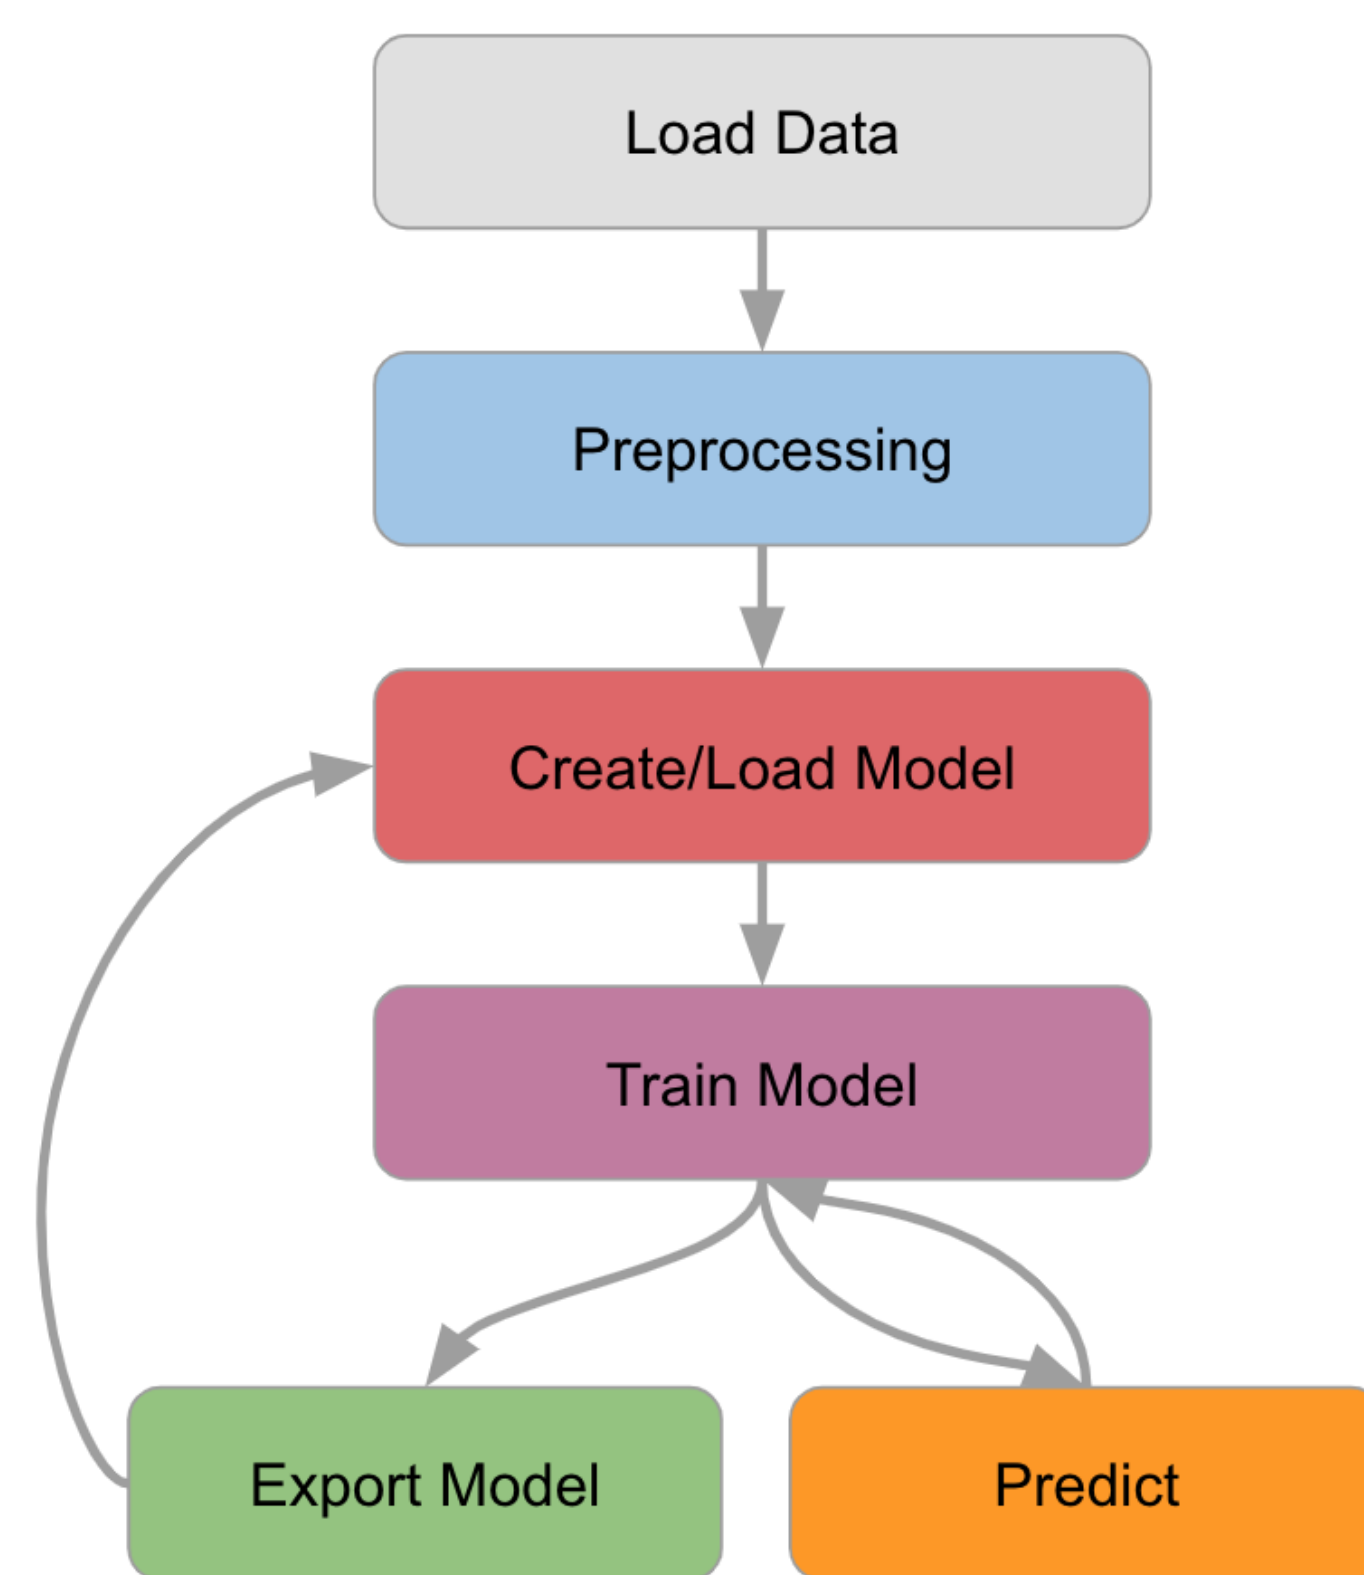 Load Data
Preprocessing
Create/Load Model
Train Model
Export Model
Predict